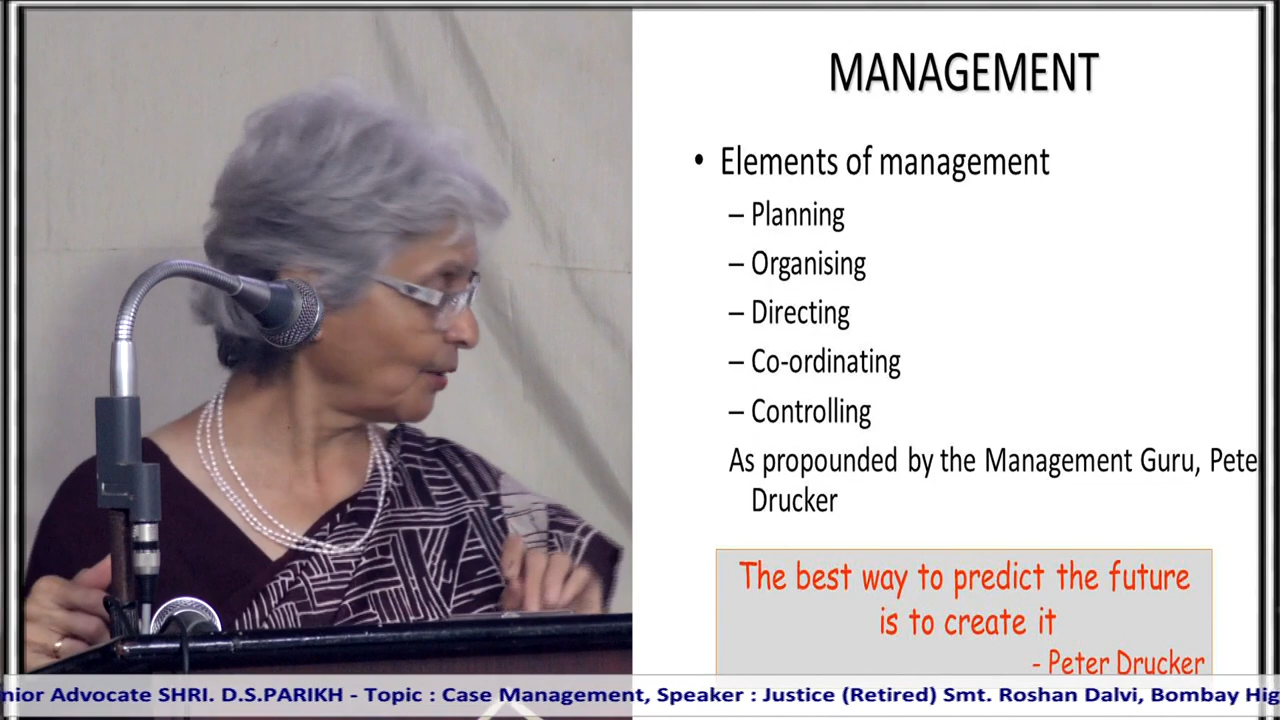 MANAGEMENT
• Elements of management
– Planning
– Organising
– Directing
– Co-ordinating
– Controlling
As propounded by the Management Guru, Pete
Drucker
The best way to predict the future
is to create it
- Peter Drucker
nior Advocate SHRI. D.S.PARIKH - Topic : Case Management, Speaker : Justice (Retired) Smt. Roshan Dalvi, Bombay Hig